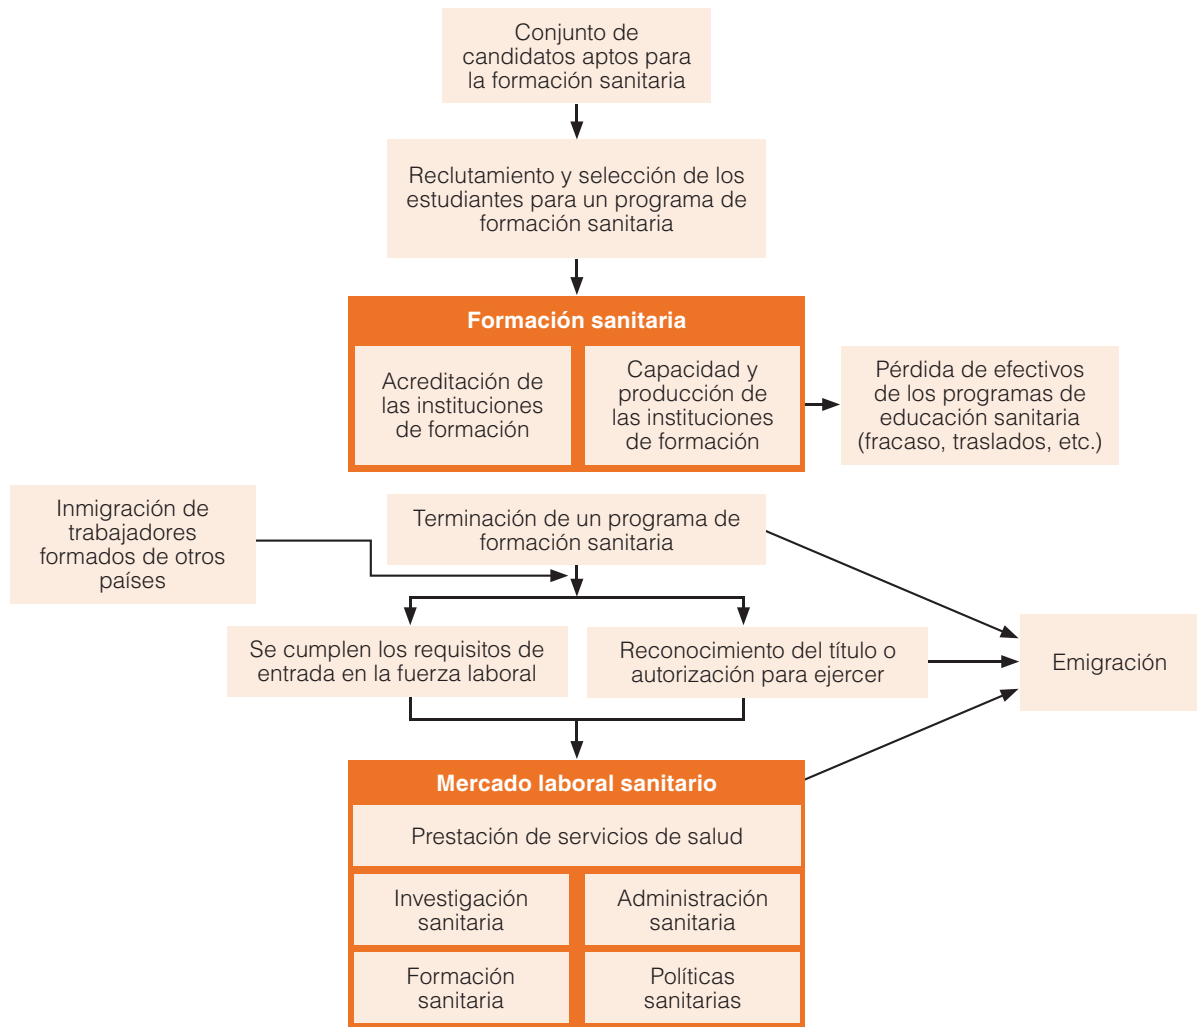 Conjunto de
candidatos aptos para
la formación sanitaria
Reclutamiento y selección de los
estudiantes para un programa de
formación sanitaria
Formación sanitaria
Acreditación de
las instituciones
de formación
Capacidad y
producción de
las instituciones
de formación
Pérdida de efectivos
de los programas de
educación sanitaria
(fracaso, traslados, etc.)
Inmigración de
trabajadores
formados de otros
países
Terminación de un programa de
formación sanitaria
Se cumplen los requisitos de
entrada en la fuerza laboral
Reconocimiento del título o
autorización para ejercer
Emigración
Mercado laboral sanitario
Prestación de servicios de salud
Investigación
sanitaria
Administración
sanitaria
Formación
sanitaria
Políticas
sanitarias